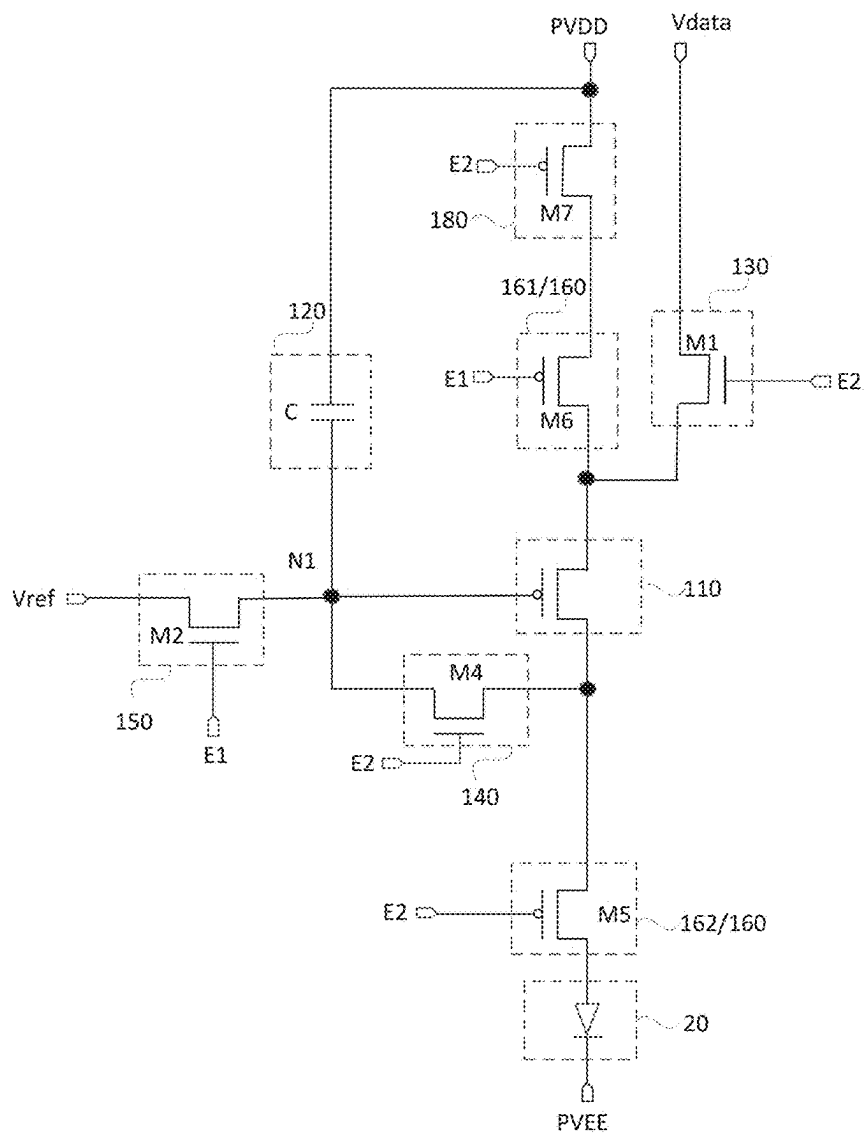 PVDD
Vdata
E2
M7
180
161/160
130
120
E1
M1
E2
C
M6
N1
Vref
110
M2
M4
150
E1
E2
140
E2
M5
162/160
20
PVEE